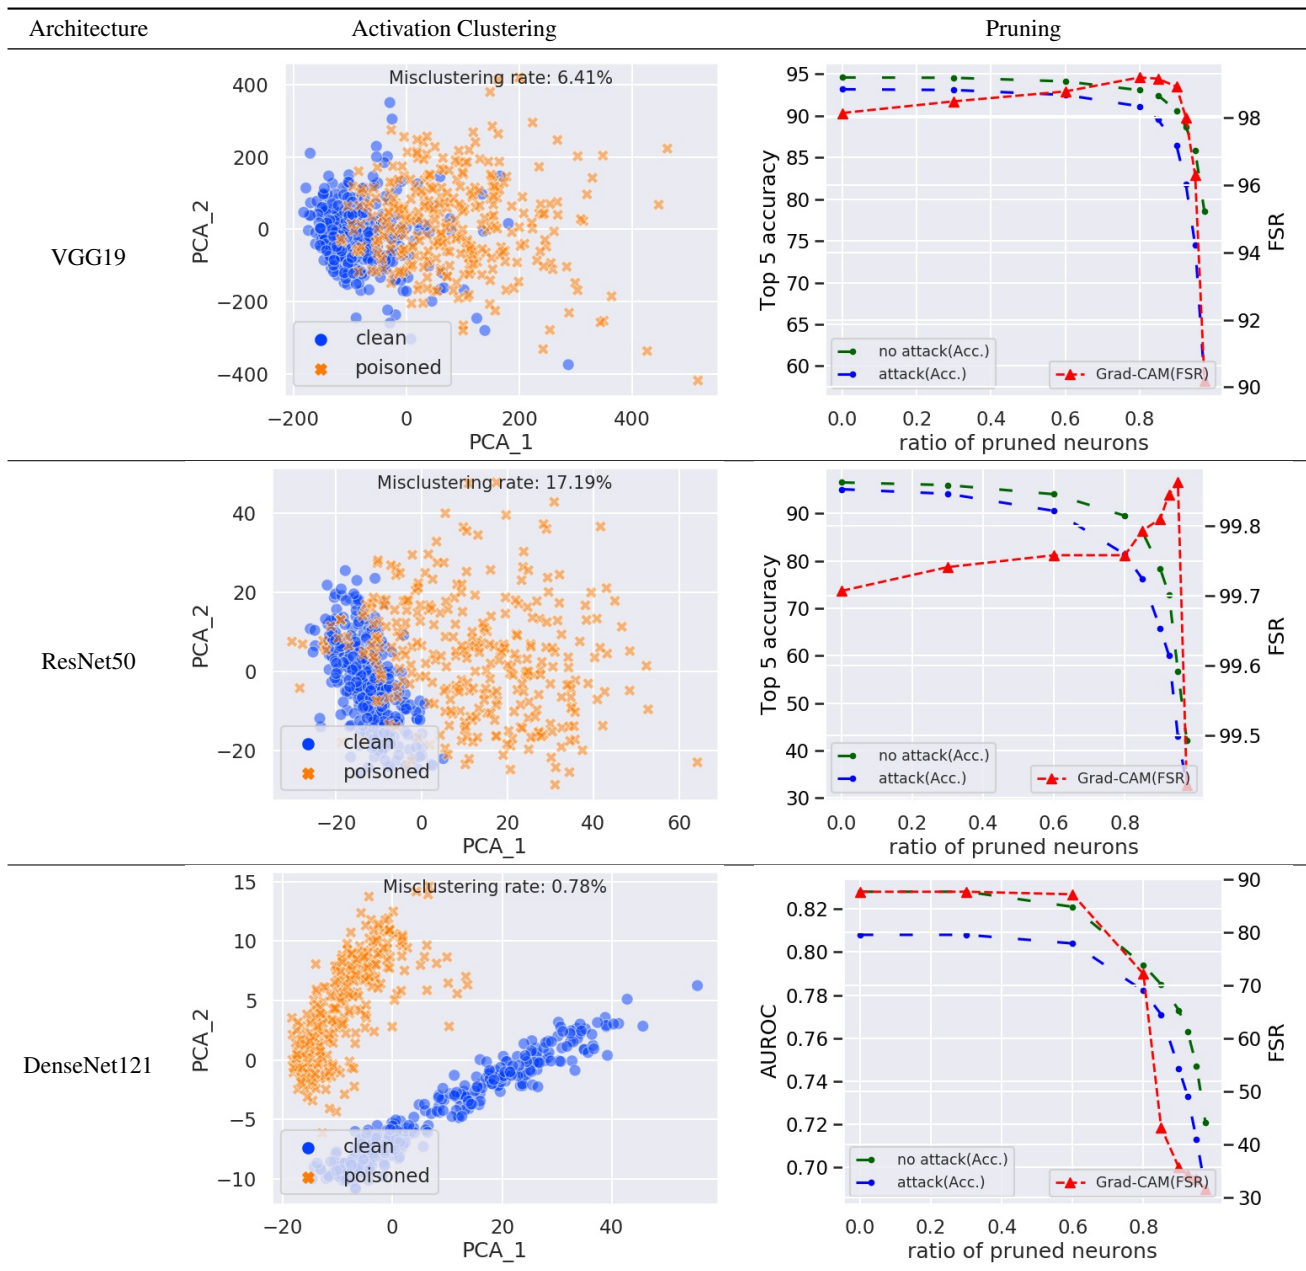 Architecture Activation Clustering Pruning
VGG19
Misclustering rate: 6.41%
400
200
0
−200
−400
PCA_2
clean
poisoned
−200 0 200 400
PCA_1
95
90
85
80
75
70
65
60
Top 5 accuracy
no attack(Acc.)
attack(Acc.)
Grad-CAM(FSR)
98
96
94
92
90
FSR
0.0 0.2 0.4 0.6 0.8
ratio of pruned neurons
ResNet50
Misclustering rate: 17.19%
40
20
0
−20
PCA_2
clean
poisoned
−20 0 20 40 60
PCA_1
90
80
70
60
50
40
30
Top 5 accuracy
no attack(Acc.)
attack(Acc.)
Grad-CAM(FSR)
99.8
99.7
99.6
99.5
FSR
0.0 0.2 0.4 0.6 0.8
ratio of pruned neurons
DenseNet121
Misclustering rate: 0.78%
15
10
5
0
−5
−10
PCA_2
clean
poisoned
−20 0 20 40
PCA_1
0.82
0.80
0.78
0.76
0.74
0.72
0.70
AUROC
no attack(Acc.)
attack(Acc.)
Grad-CAM(FSR)
90
80
70
60
50
40
30
FSR
0.0 0.2 0.4 0.6 0.8
ratio of pruned neurons